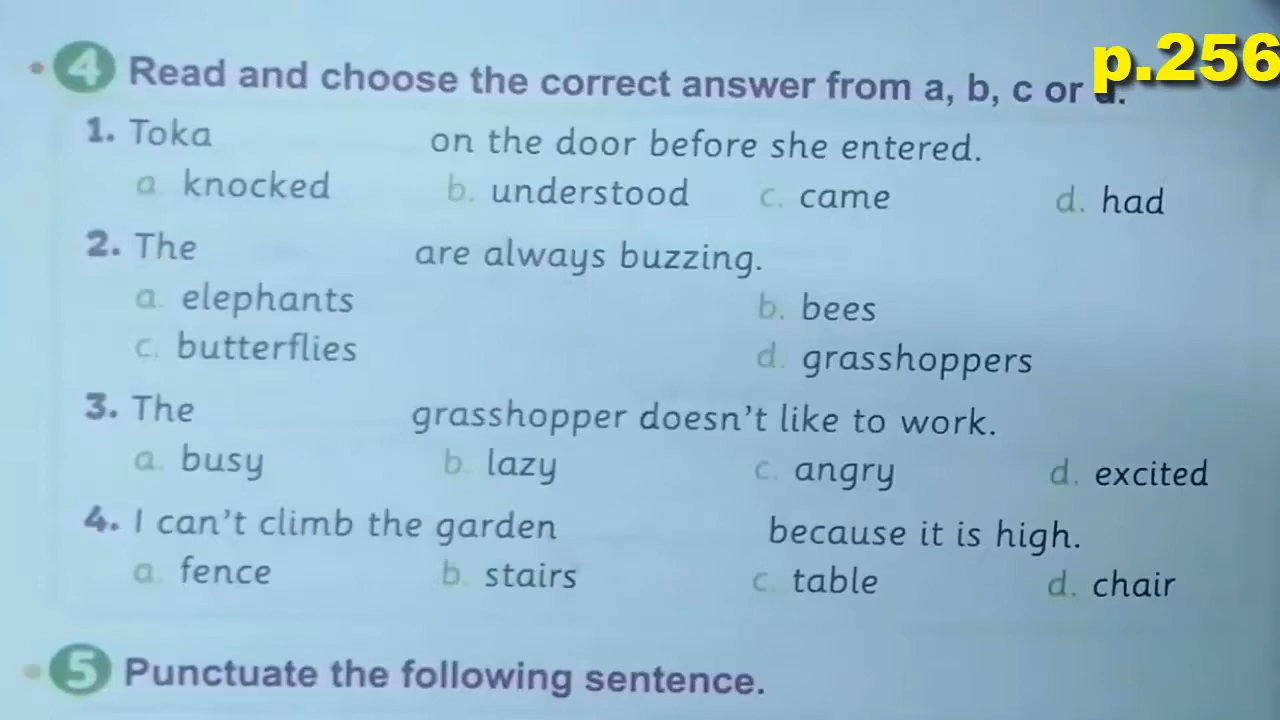 p.256
4 Read and choose the correct answer from a, b, c or d.
1. Toka on the door before she entered.
a. knocked b. understood c. came d. had
2. The are always buzzing.
a. elephants b. bees
c. butterflies d. grasshoppers
3. The grasshopper doesn't like to work.
a. busy b. lazy c. angry d. excited
4. I can't climb the garden because it is high.
a. fence b. stairs c. table d. chair
5 Punctuate the following sentence.